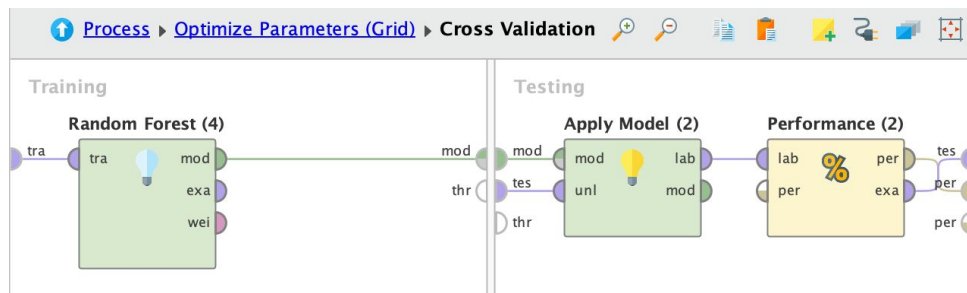 Process ▸ Optimize Parameters (Grid) ▸ Cross Validation
Training
Testing
Random Forest (4)
Apply Model (2)
Performance (2)
tra
tra
mod
mod
mod
mod
lab
lab
per
tes
exa
thr
tes
unl
mod
per
exa
per
wei
thr
per